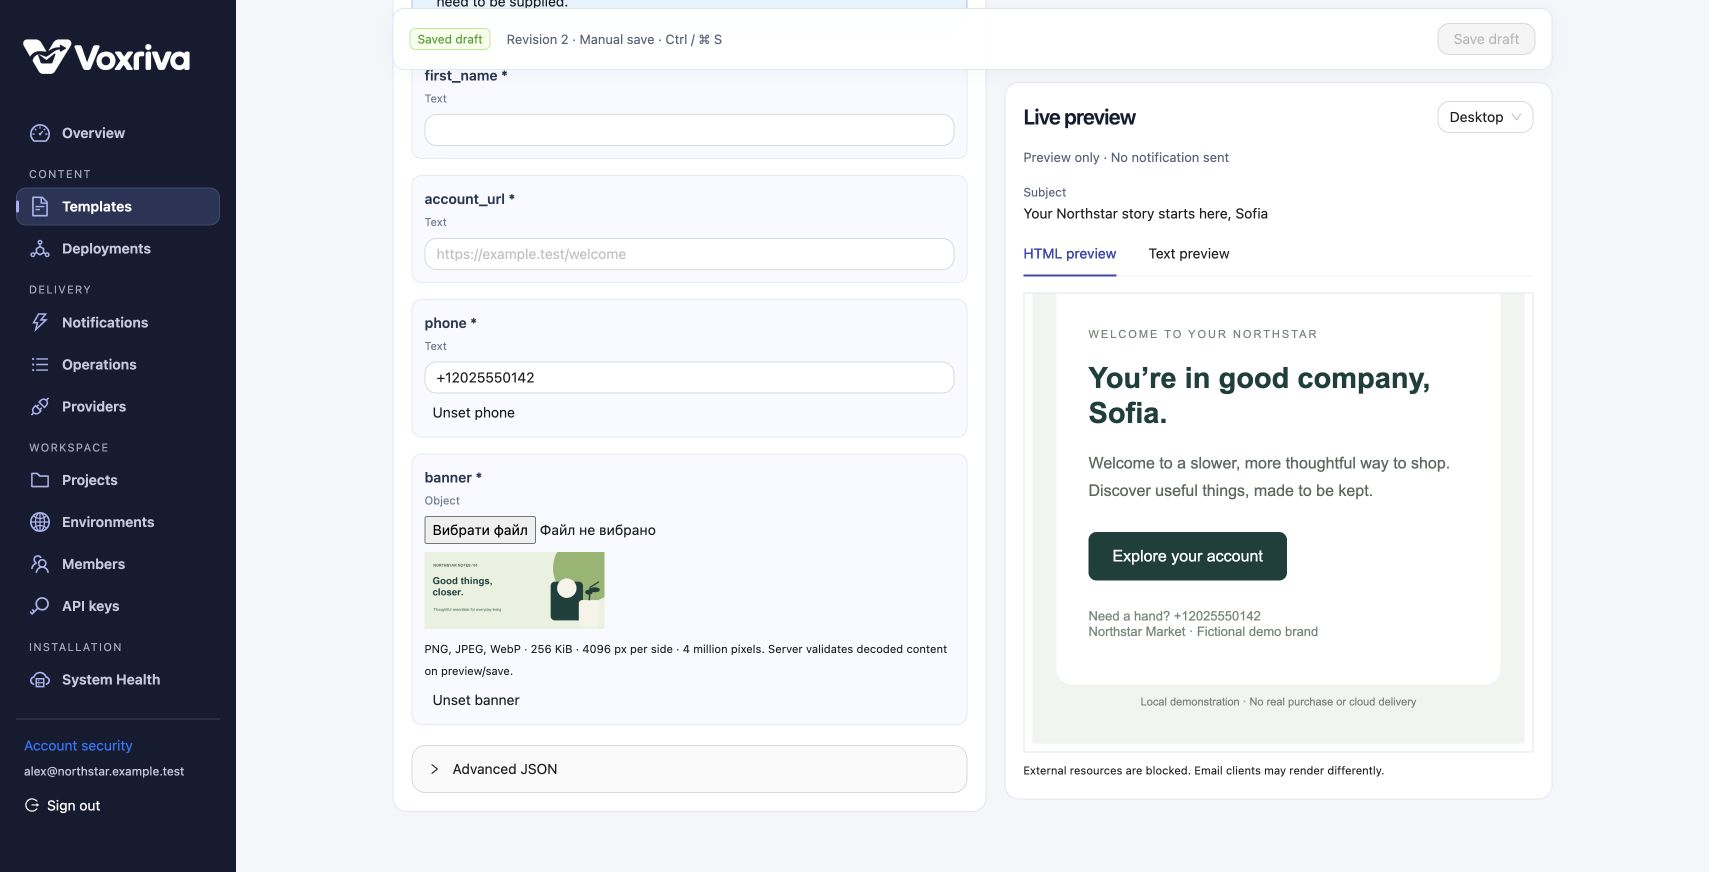 Voxriva
Overview
CONTENT
Templates
Deployments
DELIVERY
Notifications
Operations
Providers
WORKSPACE
Projects
Environments
Members
API keys
INSTALLATION
System Health
Account security
alex@northstar.example.test
Sign out
need to be supplied.
Saved draft
Revision 2 · Manual save · Ctrl / ⌘ S
Save draft
first_name *
Text
account_url *
Text
https://example.test/welcome
phone *
Text
+12025550142
Unset phone
banner *
Object
Вибрати файл Файл не вибрано
NORTHSTAR NOTES / 01
Good things,
closer.
Thoughtful essentials for everyday living
PNG, JPEG, WebP · 256 KiB · 4096 px per side · 4 million pixels. Server validates decoded content
on preview/save.
Unset banner
Advanced JSON
Live preview
Desktop
Preview only · No notification sent
Subject
Your Northstar story starts here, Sofia
HTML preview
Text preview
WELCOME TO YOUR NORTHSTAR
You’re in good company,
Sofia.
Welcome to a slower, more thoughtful way to shop.
Discover useful things, made to be kept.
Explore your account
Need a hand? +12025550142
Northstar Market · Fictional demo brand
Local demonstration · No real purchase or cloud delivery
External resources are blocked. Email clients may render differently.